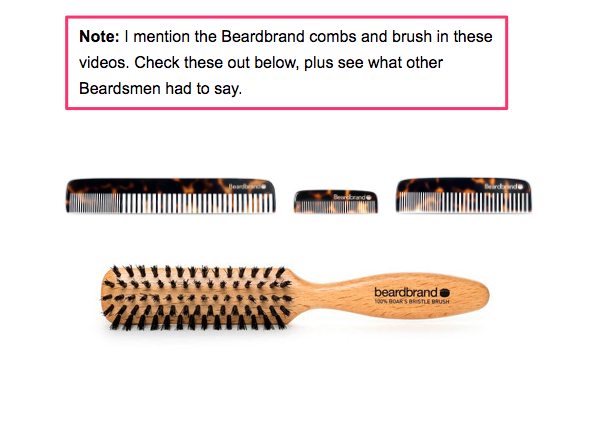 Note: I mention the Beardbrand combs and brush in these
videos. Check these out below, plus see what other
Beardsmen had to say.
Beardbrand
Beardbrand
Beardbrand
beardbrand
100% BOAR'S BRISTLE BRUSH